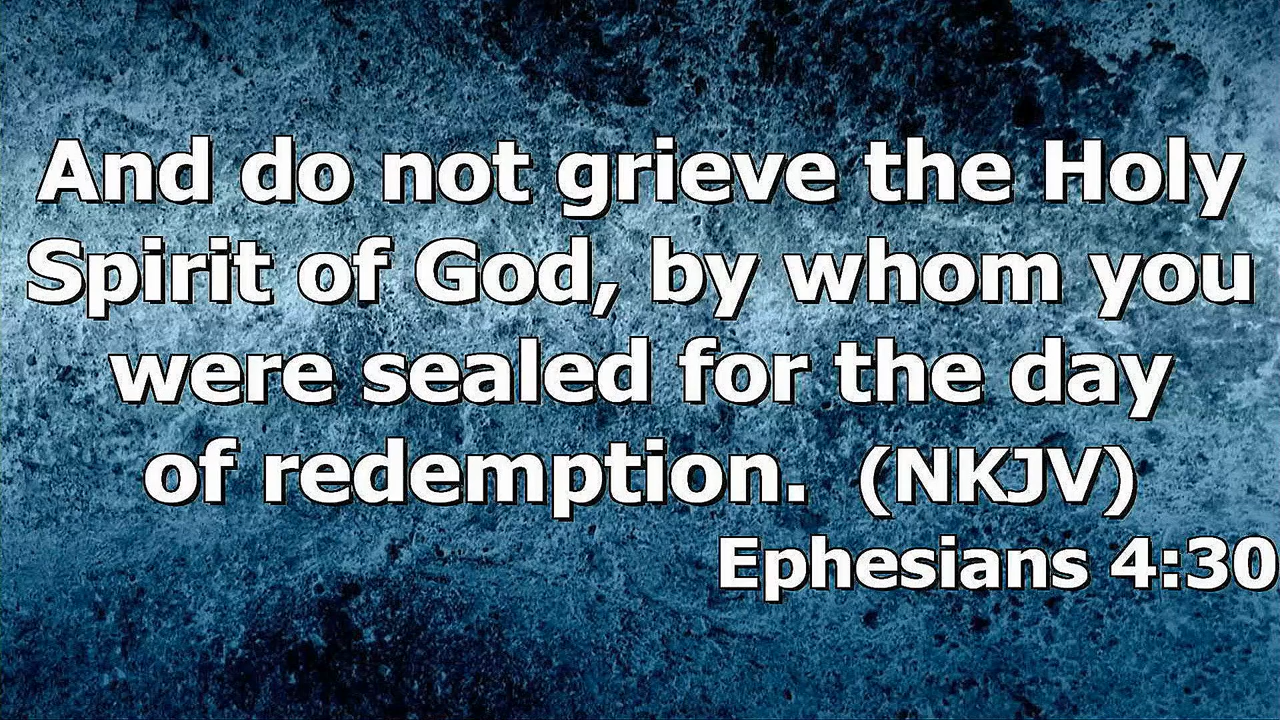 And do not grieve the Holy
Spirit of God, by whom you
were sealed for the day
of redemption. (NKJV)
Ephesians 4:30